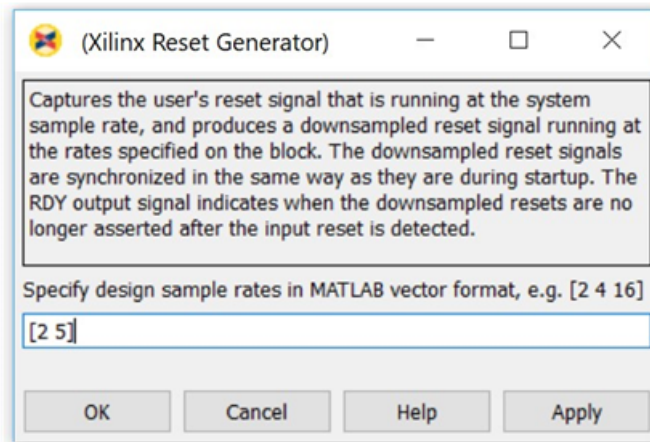 (Xilinx Reset Generator)
Captures the user's reset signal that is running at the system
sample rate, and produces a downsampled reset signal running at
the rates specified on the block. The downsampled reset signals
are synchronized in the same way as they are during startup. The
RDY output signal indicates when the downsampled resets are no
longer asserted after the input reset is detected.
Specify design sample rates in MATLAB vector format, e.g. [2 4 16]
[2 5]
OK Cancel Help Apply